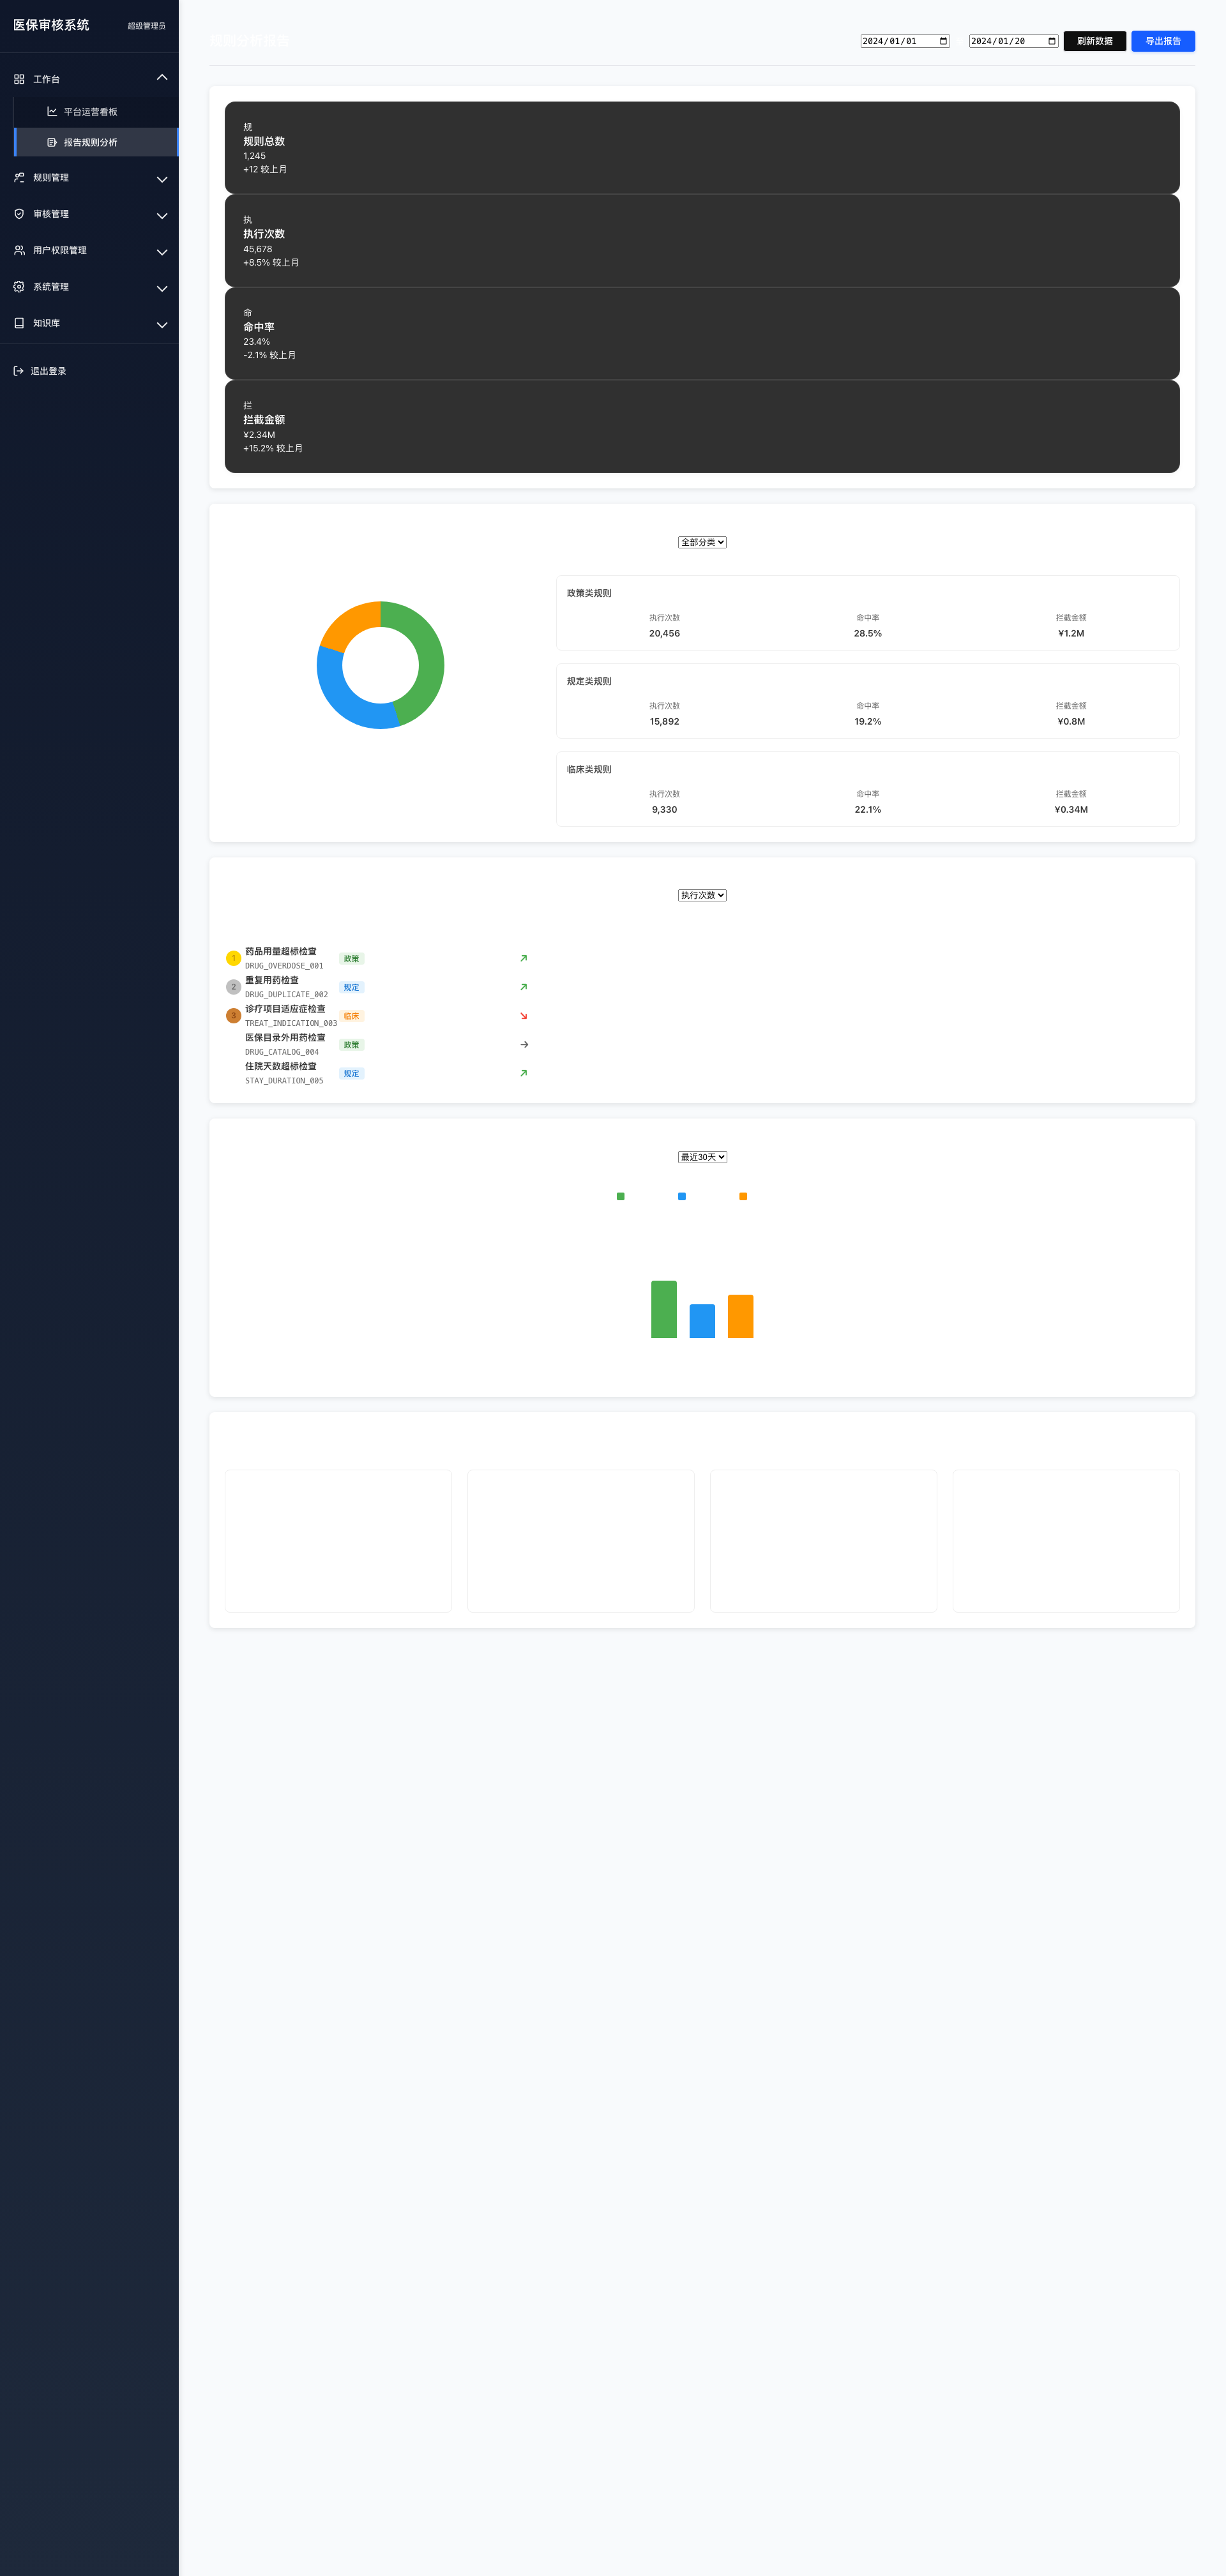 医保审核系统
超级管理员
工作台
平台运营看板
报告规则分析
规则管理
审核管理
用户权限管理
系统管理
知识库
退出登录
2024/01/01
2024/01/20
刷新数据
导出报告
规
规则总数
1,245
+12 较上月
执
执行次数
45,678
+8.5% 较上月
命
命中率
23.4%
-2.1% 较上月
拦
拦截金额
¥2.34M
+15.2% 较上月
全部分类
政策类规则
执行次数 命中率 拦截金额
20,456 28.5% ¥1.2M
规定类规则
执行次数 命中率 拦截金额
15,892 19.2% ¥0.8M
临床类规则
执行次数 命中率 拦截金额
9,330 22.1% ¥0.34M
执行次数
1 药品用量超标检查 政策
DRUG_OVERDOSE_001
2 重复用药检查 规定
DRUG_DUPLICATE_002
3 诊疗项目适应症检查 临床
TREAT_INDICATION_003
医保目录外用药检查 政策
DRUG_CATALOG_004
住院天数超标检查 规定
STAY_DURATION_005
最近30天